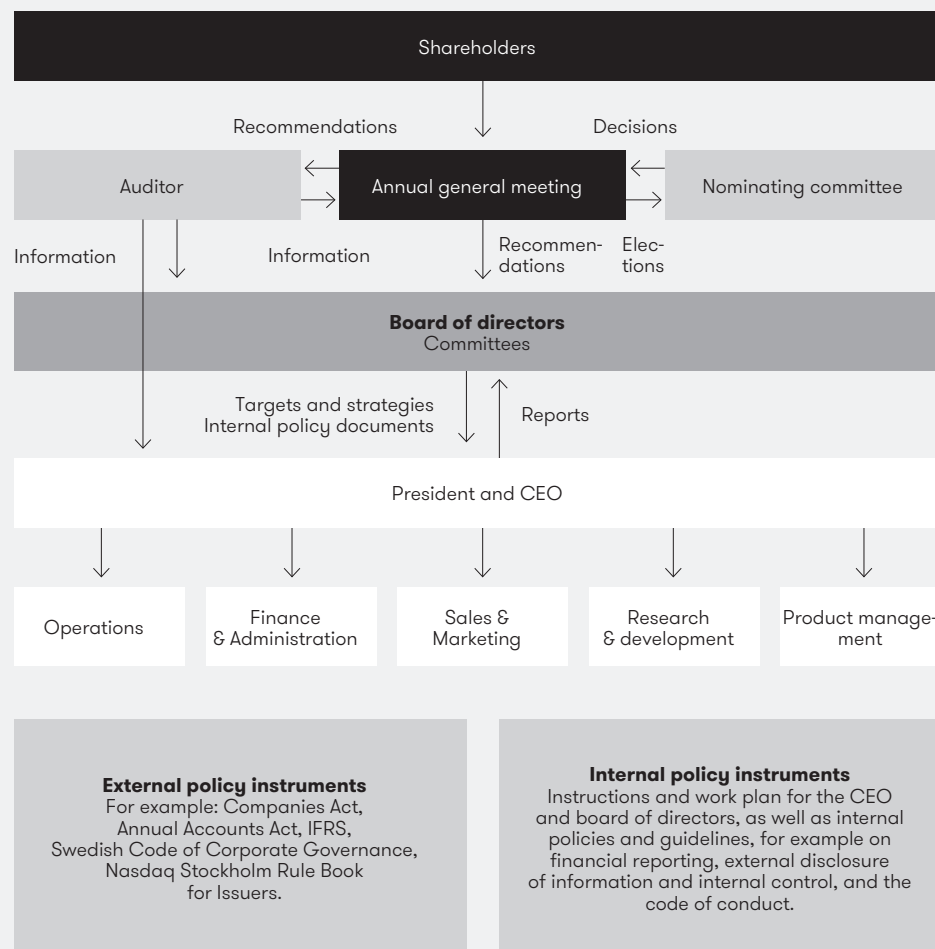 Shareholders
Recommendations
Decisions
Auditor
Annual general meeting
Nominating committee
Information
Information
Recommen-
dations
Elec-
tions
Board of directors
Committees
Targets and strategies
Internal policy documents
Reports
President and CEO
Operations
Finance
& Administration
Sales &
Marketing
Research
& development
Product manage-
ment
External policy instruments
For example: Companies Act,
Annual Accounts Act, IFRS,
Swedish Code of Corporate Governance,
Nasdaq Stockholm Rule Book
for Issuers.
Internal policy instruments
Instructions and work plan for the CEO
and board of directors, as well as internal
policies and guidelines, for example on
financial reporting, external disclosure
of information and internal control, and the
code of conduct.